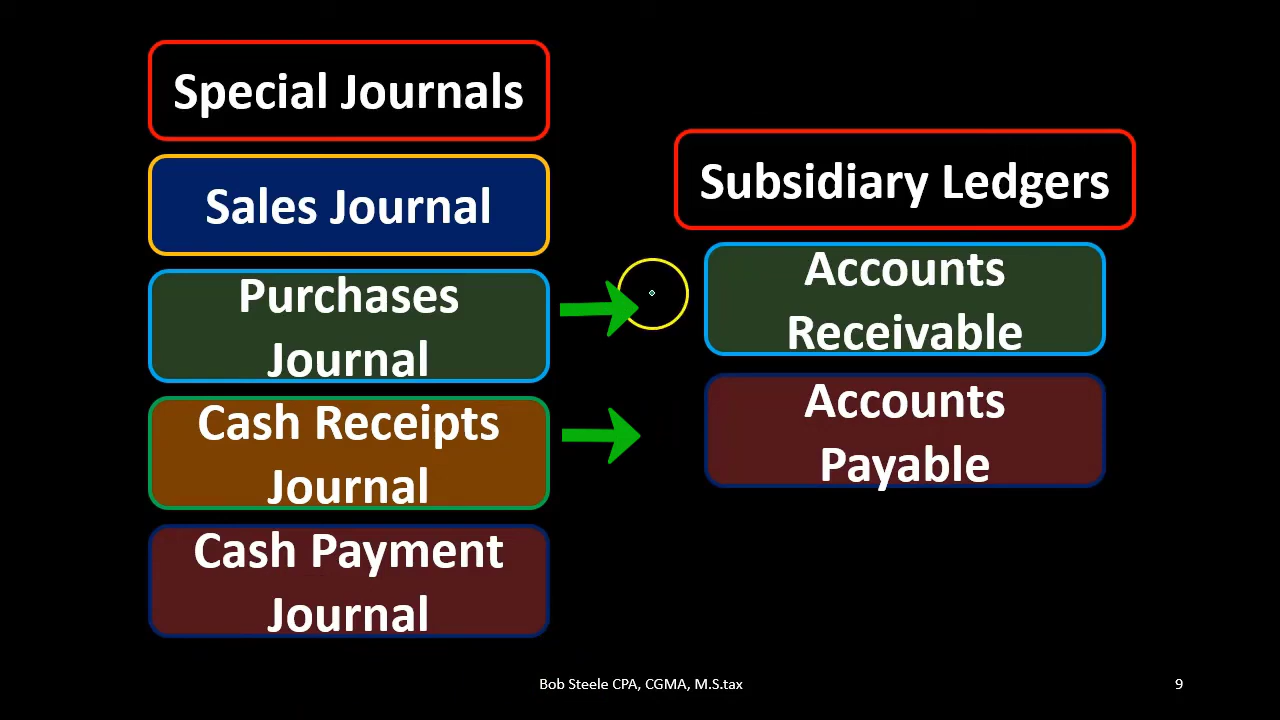 Special Journals
Sales Journal
Purchases
Journal
Cash Receipts
Journal
Cash Payment
Journal
Subsidiary Ledgers
Accounts
Receivable
Accounts
Payable
Bob Steele CPA, CGMA, M.S.tax
9